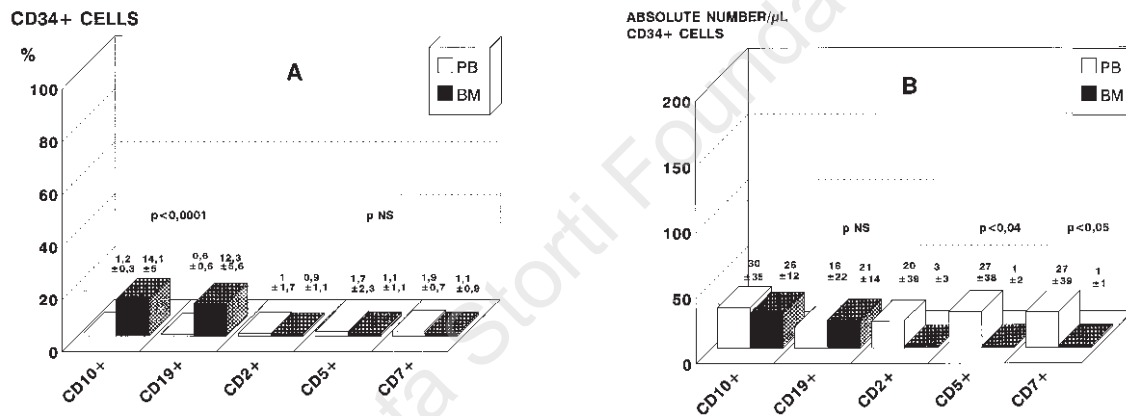 CD34+ CELLS
%
A
PB
BM
100
80
60
40
20
0
p<0,0001
p NS
1,2 14,1 0,6 12,3 1 0,9 1,7 1,1 1,9 1,1
±0,3 ±6 ±0,6 ±5,6 ±1,7 ±1,1 ±2,3 ±1,1 ±0,7 ±0,9
CD10+ CD19+ CD2+ CD5+ CD7+
ABSOLUTE NUMBER/µL
CD34+ CELLS
B
PB
BM
200
150
100
50
0
p NS
p<0,04
p<0,05
30 26 16 21 20 3 27 1 27 1
±35 ±12 ±22 ±14 ±39 ±3 ±38 ±2 ±39 ±1
CD10+ CD19+ CD2+ CD5+ CD7+
ta Storti Founda